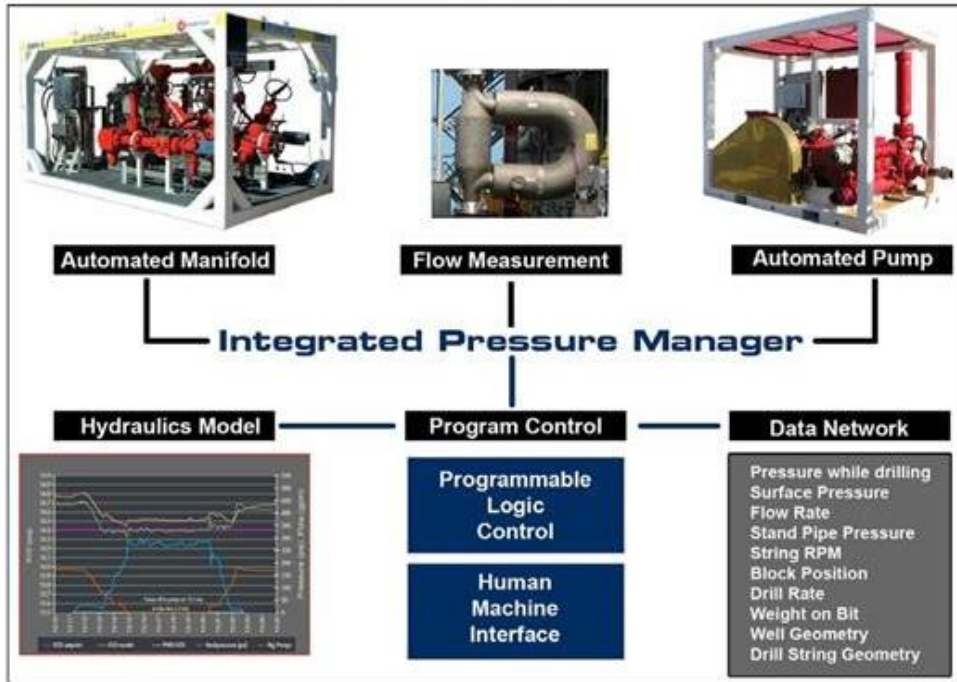 Automated Manifold
Flow Measurement
Automated Pump
Integrated Pressure Manager
Hydraulics Model
Program Control
Data Network
Programmable
Logic
Control
Human
Machine
Interface
Pressure while drilling
Surface Pressure
Flow Rate
Stand Pipe Pressure
String RPM
Block Position
Drill Rate
Weight on Bit
Well Geometry
Drill String Geometry